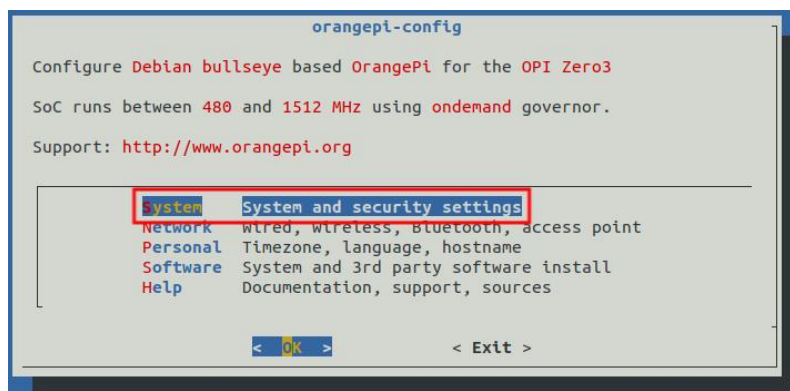 orangepi-config
Configure Debian bullseye based OrangePi for the OPI Zero3
SoC runs between 480 and 1512 MHz using ondemand governor.
Support: http://www.orangepi.org
System System and security settings
Network Wired, Wireless, Bluetooth, access point
Personal Timezone, language, hostname
Software System and 3rd party software install
Help Documentation, support, sources
< OK > < Exit >